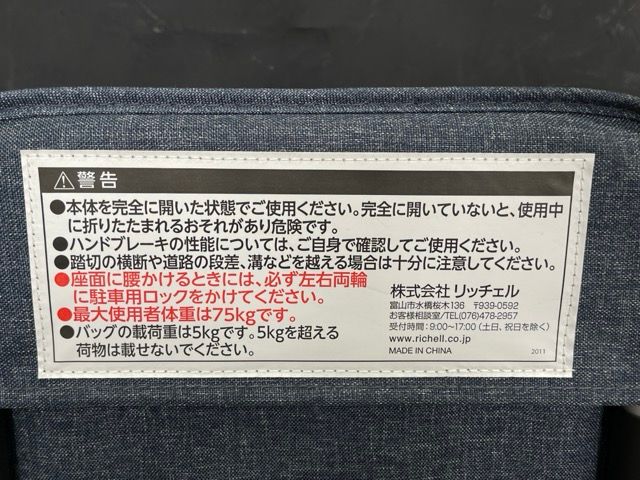 ⚠警告
●本体を完全に開いた状態でご使用ください。完全に開いていないと、使用中
に折りたたまれるおそれがあり危険です。
●ハンドブレーキの性能については、ご自身で確認してご使用ください。
●踏切の横断や道路の段差、溝などを越える場合は十分に注意してください。
●座面に腰かけるときには、必ず左右両輪
に駐車用ロックをかけてください。
●最大使用者体重は75kgです。
●バッグの載荷重は5kgです。5kgを超える
荷物は載せないでください。
株式会社 リッチェル
富山市水橋桜木136 〒939-0592
お客様相談室/TEL(076)478-2957
受付時間:9:00~17:00(土日、祝日を除く)
www.richell.co.jp
MADE IN CHINA
2011